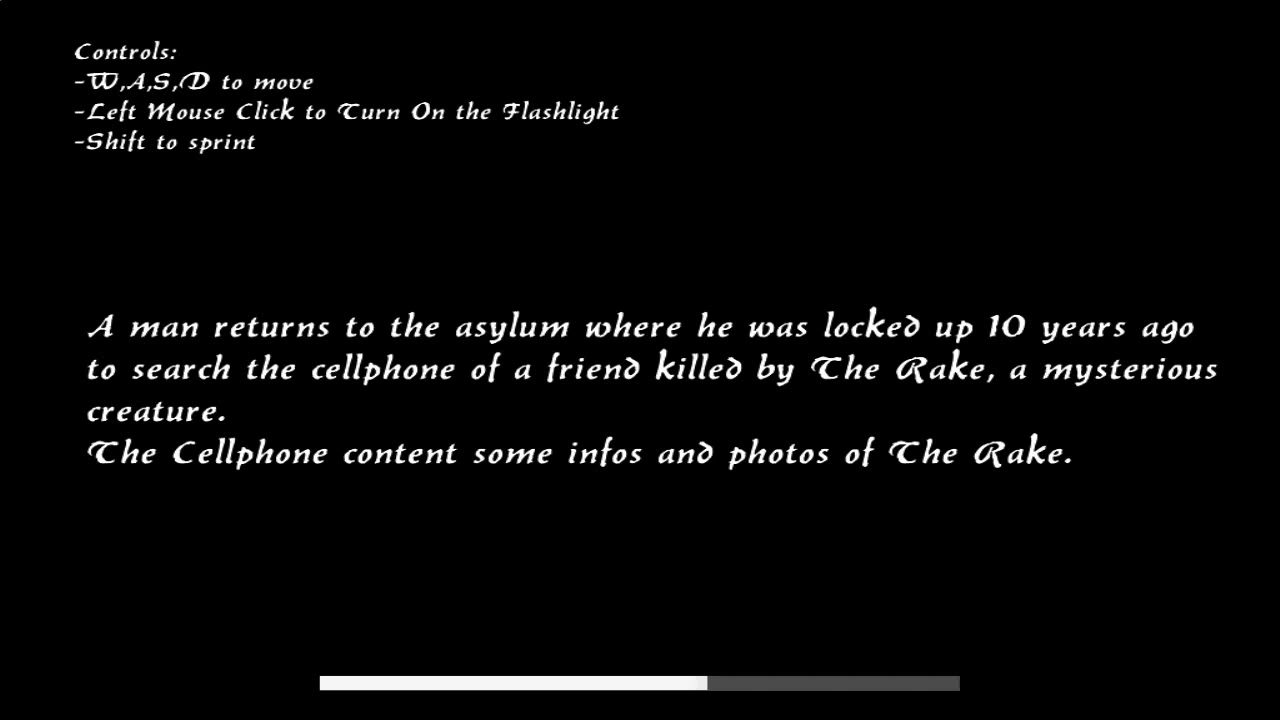 Controls:
-W,A,S,D to move
-Left Mouse Click to Turn On the Flashlight
-Shift to sprint
A man returns to the asylum where he was locked up 10 years ago
to search the cellphone of a friend killed by The Rake, a mysterious
creature.
The Cellphone content some infos and photos of The Rake.